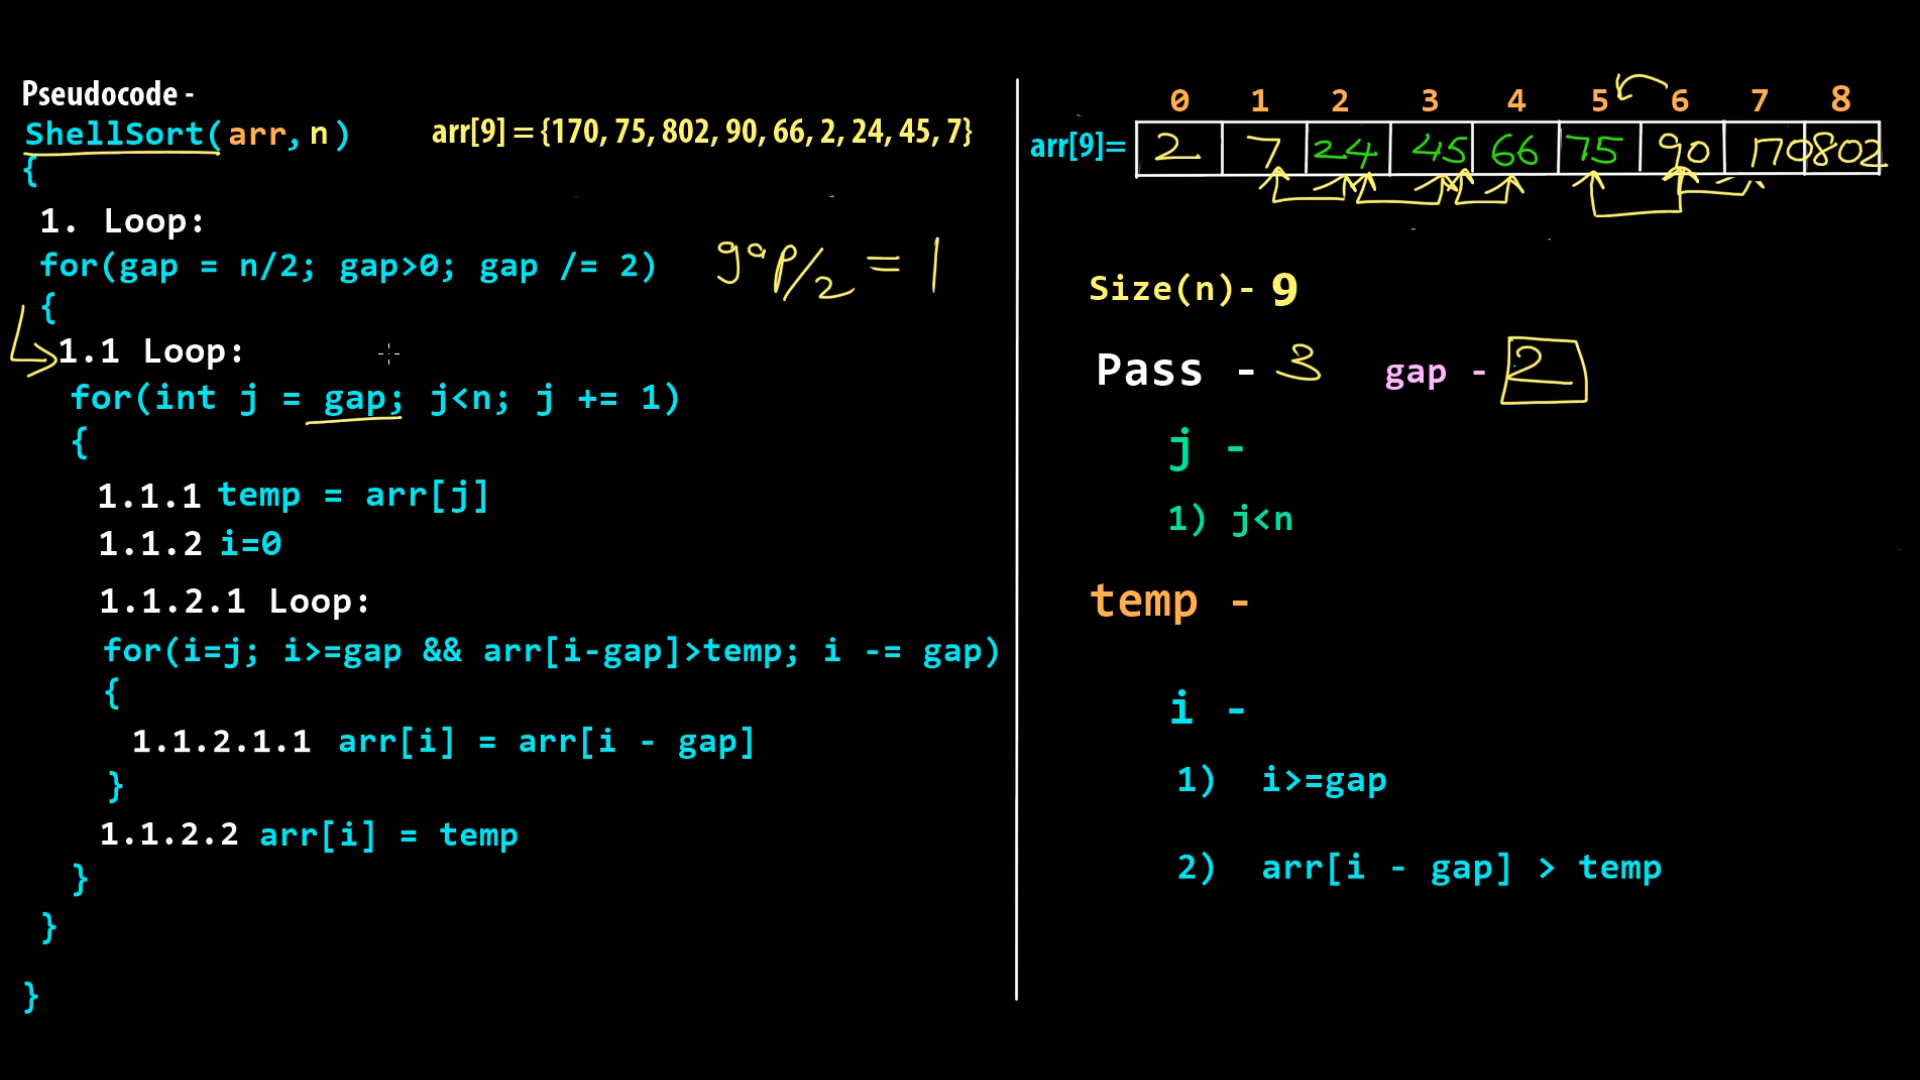 Pseudocode -
ShellSort(arr,n)
arr[9] = {170, 75, 802, 90, 66, 2, 24, 45, 7}
{
1. Loop:
for(gap = n/2; gap>0; gap /= 2)
gap/2 = 1
{
1.1 Loop:
for(int j = gap; j<n; j += 1)
{
1.1.1 temp = arr[j]
1.1.2 i=0
1.1.2.1 Loop:
for(i=j; i>=gap && arr[i-gap]>temp; i -= gap)
{
1.1.2.1.1 arr[i] = arr[i - gap]
}
1.1.2.2 arr[i] = temp
}
}
}
0 1 2 3 4 5 6 7 8
arr[9]= 2 7 24 45 66 75 90 170 802
Size(n)- 9
Pass - 3 gap - 2
j -
1) j<n
temp -
i -
1) i>=gap
2) arr[i - gap] > temp